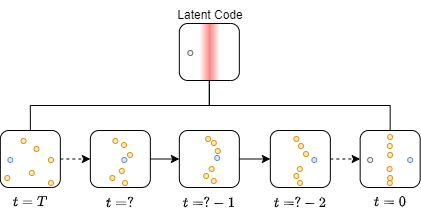 Latent Code
t = T
t =?
t =? − 1
t =? − 2
t = 0